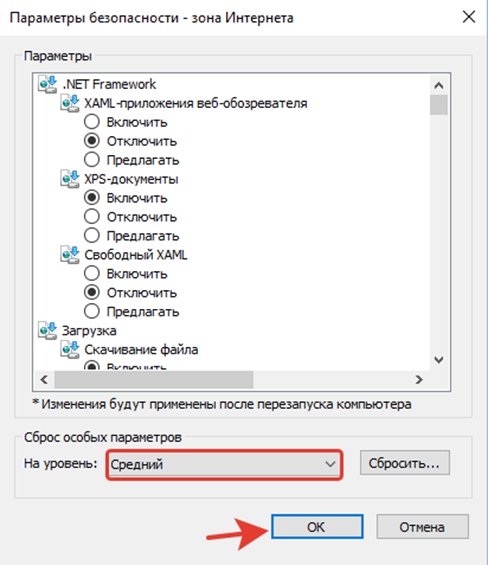 Параметры безопасности - зона Интернета
Параметры
.NET Framework
XAML-приложения веб-обозревателя
Включить
Отключить
Предлагать
XPS-документы
Включить
Отключить
Предлагать
Свободный XAML
Включить
Отключить
Предлагать
Загрузка
Скачивание файла
Включить
* Изменения будут применены после перезапуска компьютера
Сброс особых параметров
На уровень: Средний Сбросить...
ОК Отмена